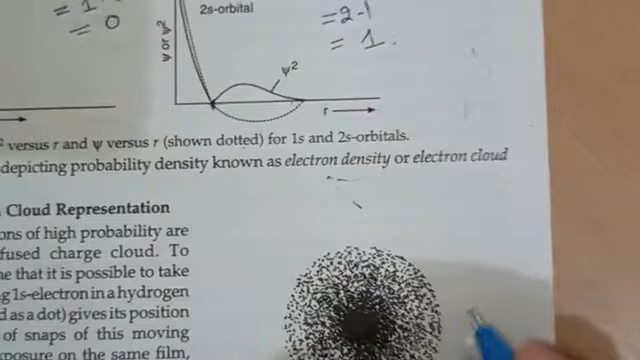 = 1
= 0
2s-orbital
ψ or ψ²
=2-1
= 1.
ψ²
r
² versus r and ψ versus r (shown dotted) for 1s and 2s-orbitals.
depicting probability density known as electron density or electron cloud
Cloud Representation
ons of high probability are
fused charge cloud. To
e that it is possible to take
g 1s-electron in a hydrogen
d as a dot) gives its position
of snaps of this moving
xposure on the same film,